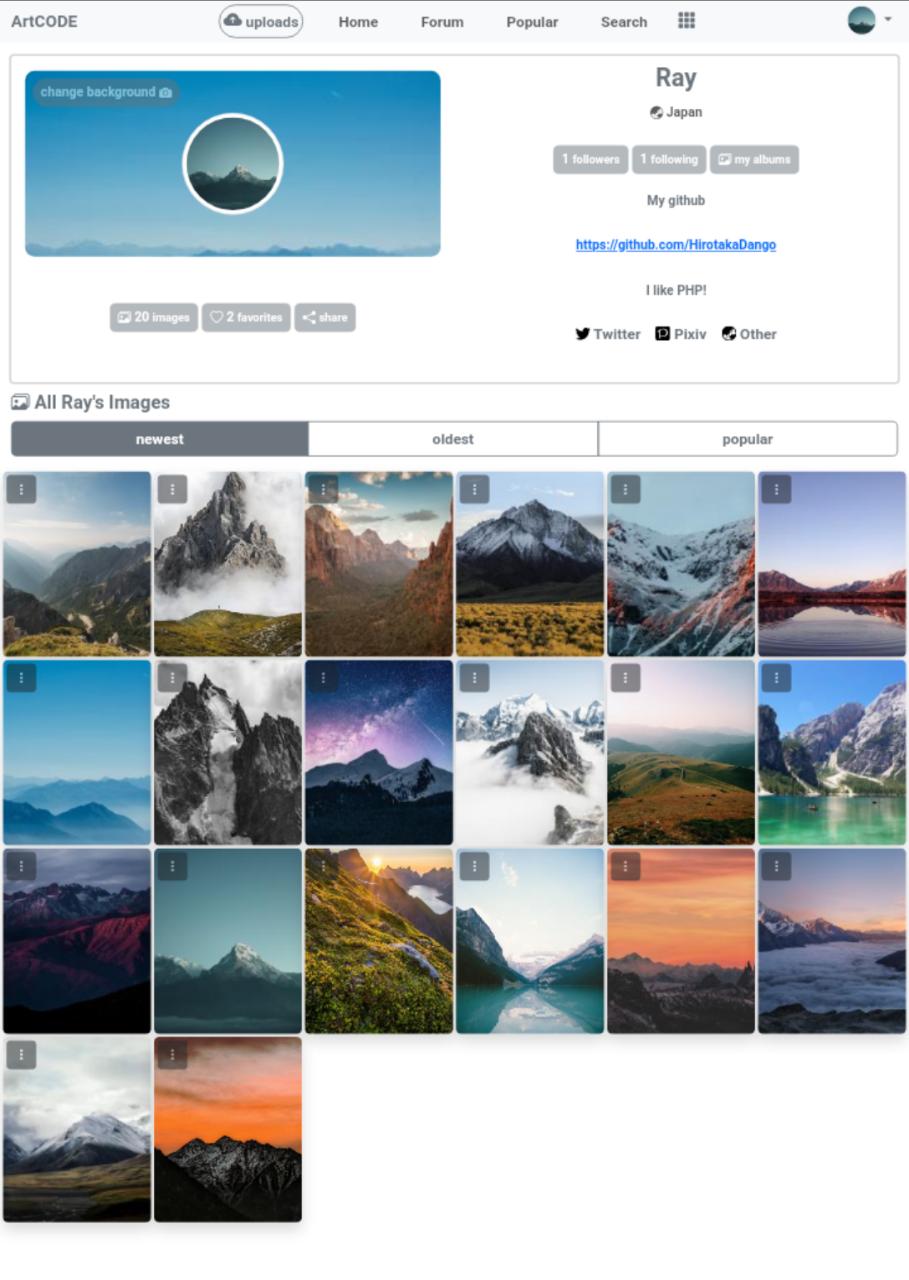 ArtCODE uploads Home Forum Popular Search
change background
Ray
Japan
1 followers 1 following my albums
My github
https://github.com/HirotakaDango
I like PHP!
20 images 2 favorites share
Twitter Pixiv Other
All Ray's Images
newest oldest popular